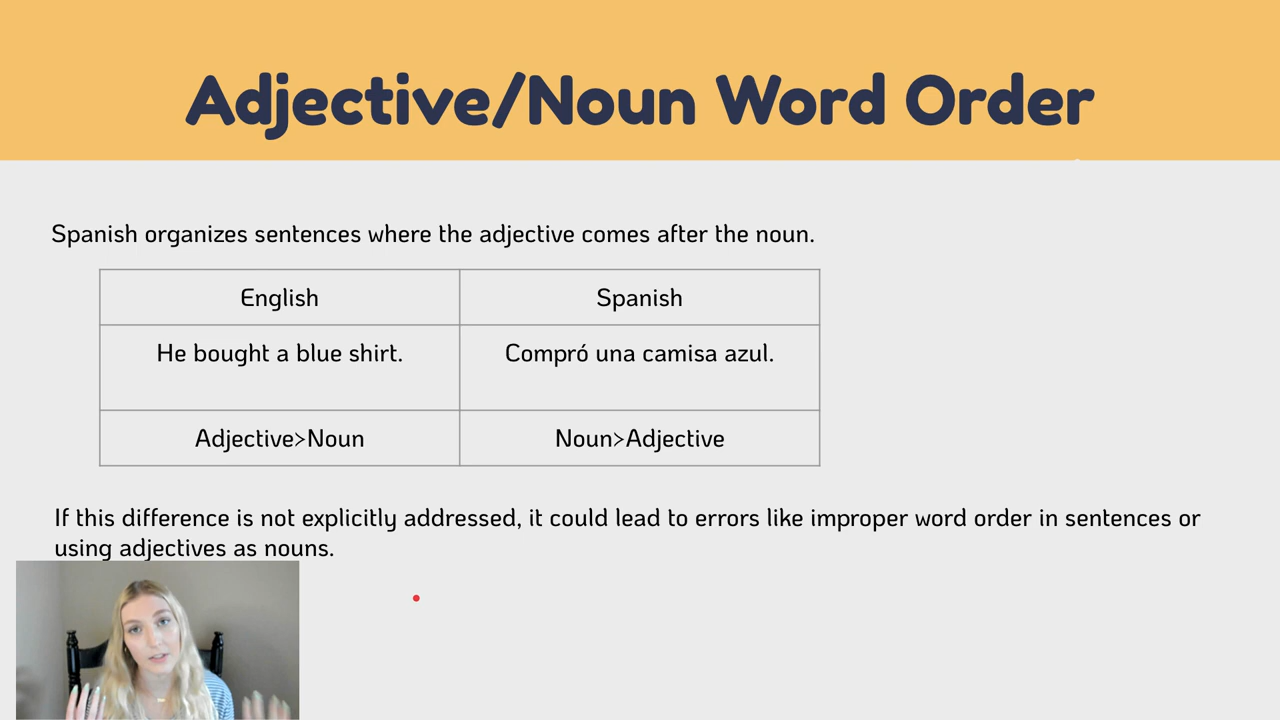 Adjective/Noun Word Order
Spanish organizes sentences where the adjective comes after the noun.
English Spanish
He bought a blue shirt. Compró una camisa azul.
Adjective>Noun Noun>Adjective
If this difference is not explicitly addressed, it could lead to errors like improper word order in sentences or
using adjectives as nouns.